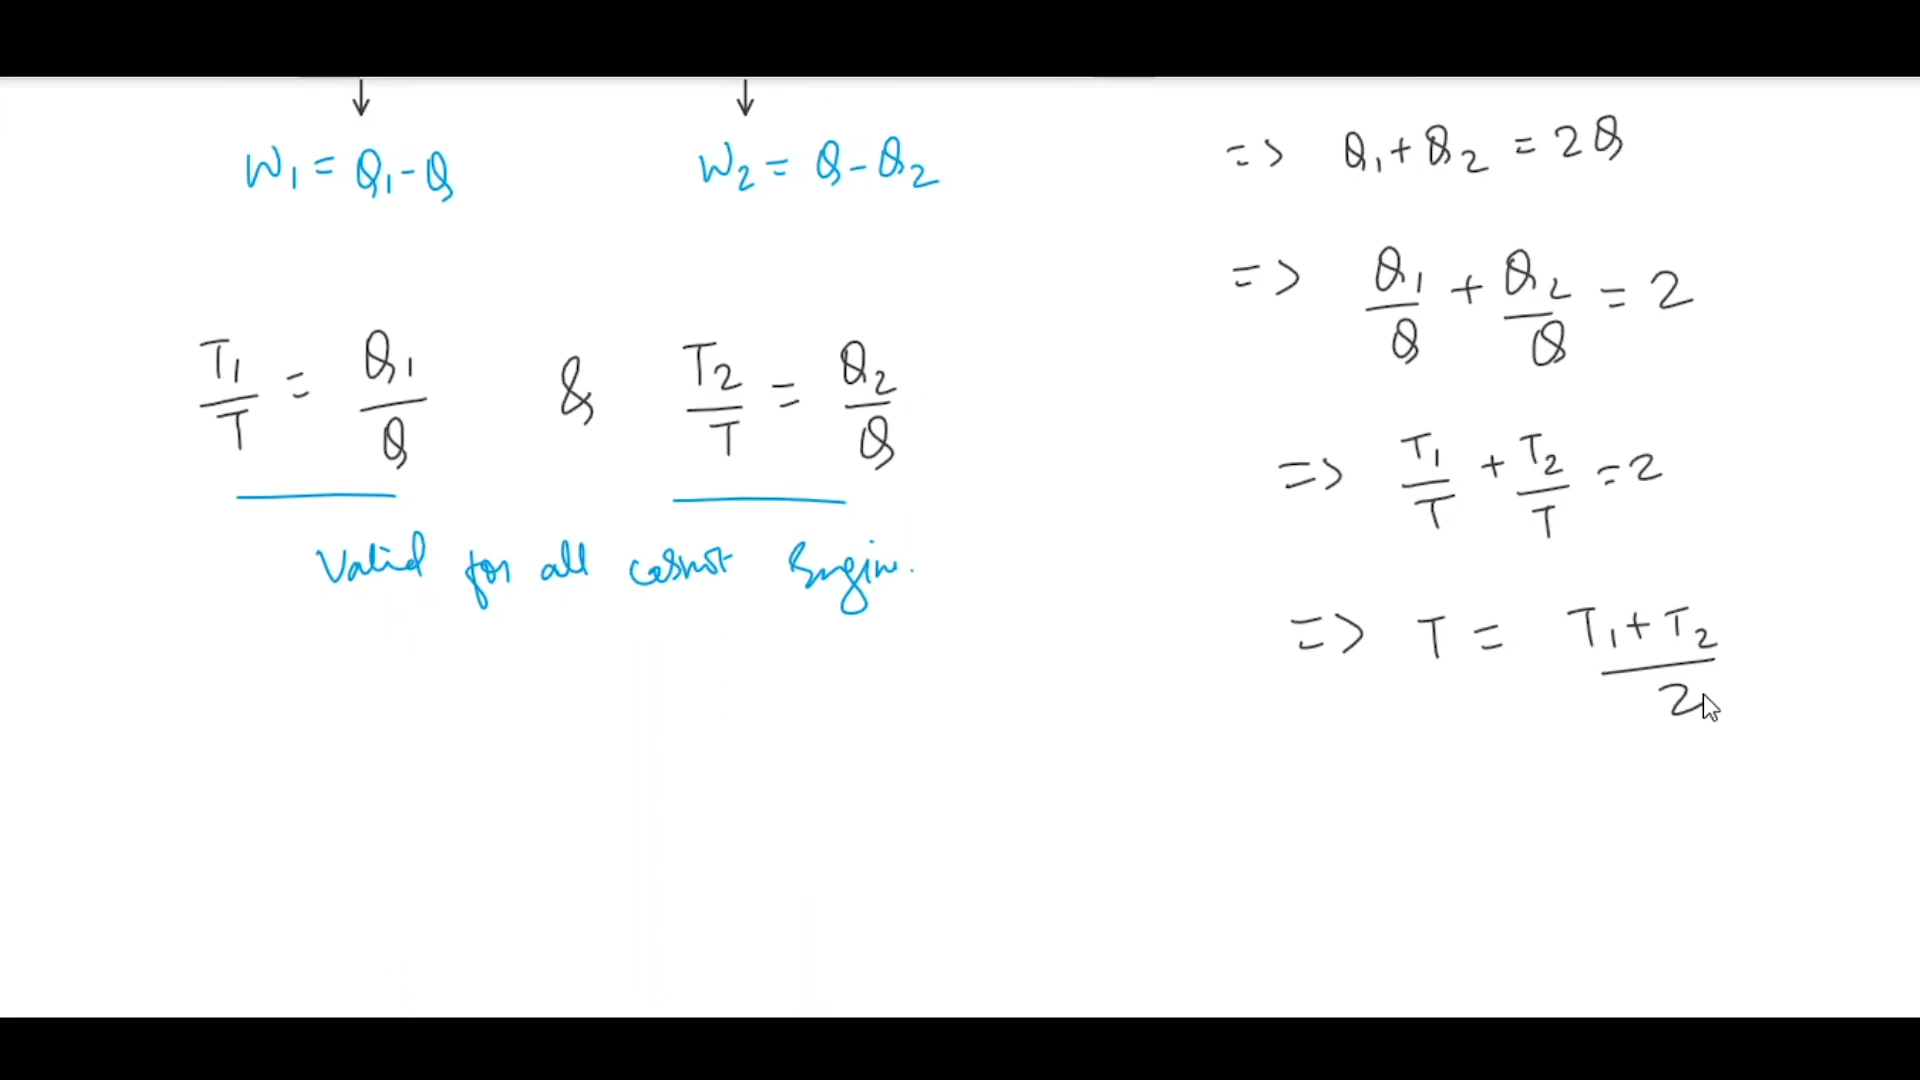 W₁ = Q₁ - Q
W₂ = Q - Q₂
T₁/T = Q₁/Q & T₂/T = Q₂/Q
Valid for all carnot Engine.
=> Q₁ + Q₂ = 2Q
=> Q₁/Q + Q₂/Q = 2
=> T₁/T + T₂/T = 2
=> T = (T₁ + T₂)/2